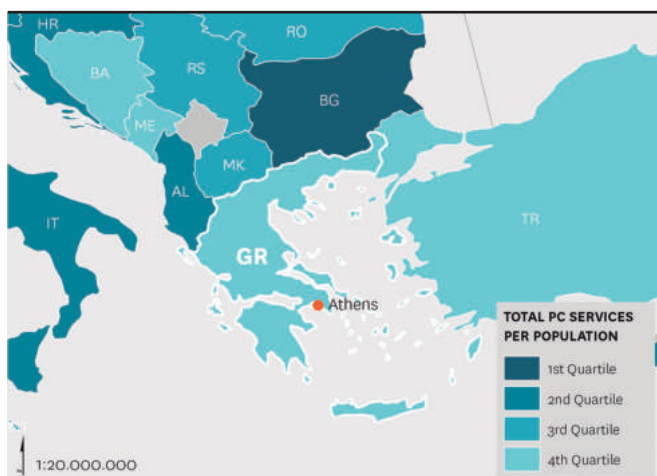 HR
RO
BA
RS
BG
ME
MK
AL
IT
TR
GR
Athens
TOTAL PC SERVICES
PER POPULATION
1st Quartile
2nd Quartile
3rd Quartile
4th Quartile
1:20.000.000